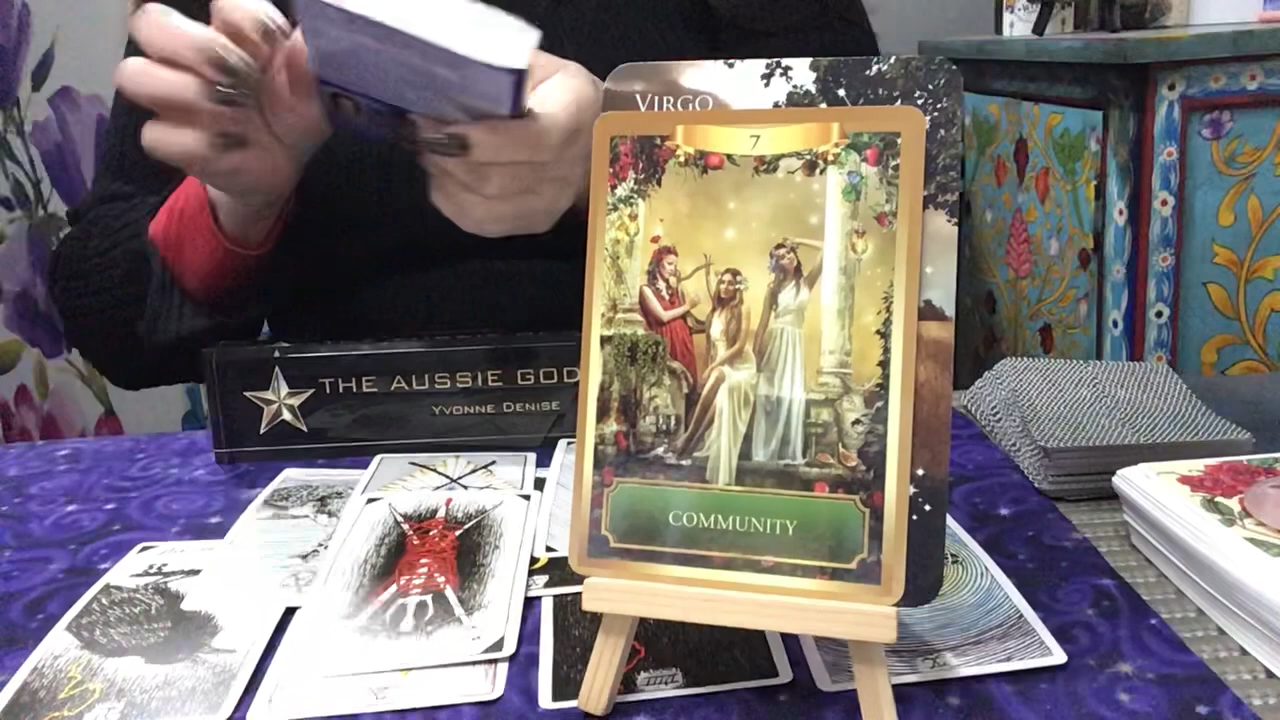 VIRGO
7
THE AUSSIE GOD
YVONNE DENISE
COMMUNITY